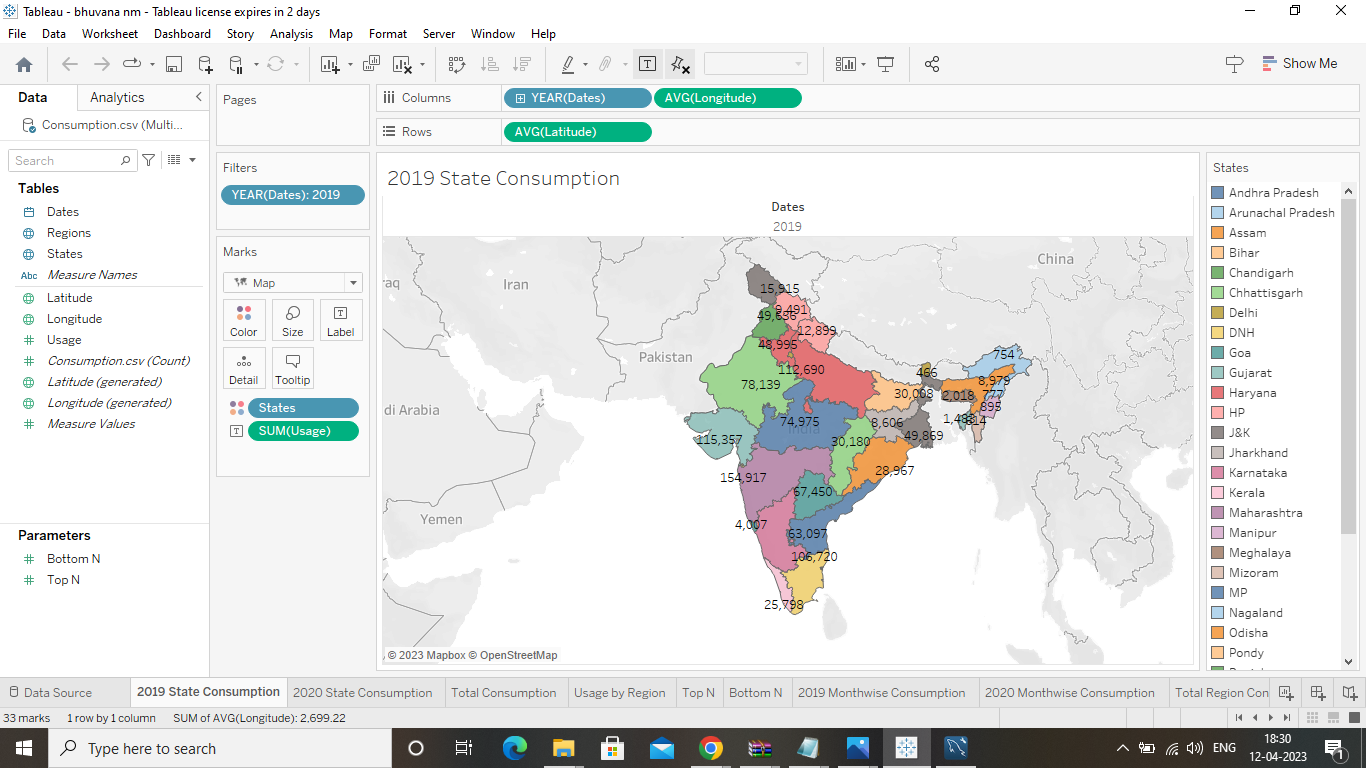 Tableau - bhuvana nm - Tableau license expires in 2 days
File Data Worksheet Dashboard Story Analysis Map Format Server Window Help
Show Me
Data Analytics
Consumption.csv (Multi...
Search
Tables
Dates
Regions
States
Abc Measure Names
Latitude
Longitude
Usage
Consumption.csv (Count)
Latitude (generated)
Longitude (generated)
Measure Values
Parameters
Bottom N
Top N
Pages
Filters
YEAR(Dates): 2019
Marks
Map
Color Size Label
Detail Tooltip
States
SUM(Usage)
Columns YEAR(Dates) AVG(Longitude)
Rows AVG(Latitude)
2019 State Consumption
Dates
2019
China
Iran
aq
15,915
9,491
49,656
12,899
48,995
Pakistan
754
112,690
466
8,979
78,139
30,008
2,018
777
895
di Arabia
1,483
814
74,975
8,606
India
115,357
30,180
49,869
28,967
154,917
67,450
Yemen
4,007
63,097
106,720
25,798
© 2023 Mapbox © OpenStreetMap
States
Andhra Pradesh
Arunachal Pradesh
Assam
Bihar
Chandigarh
Chhattisgarh
Delhi
DNH
Goa
Gujarat
Haryana
HP
J&K
Jharkhand
Karnataka
Kerala
Maharashtra
Manipur
Meghalaya
Mizoram
MP
Nagaland
Odisha
Pondy
Data Source 2019 State Consumption 2020 State Consumption Total Consumption Usage by Region Top N Bottom N 2019 Monthwise Consumption 2020 Monthwise Consumption Total Region Con
33 marks 1 row by 1 column SUM of AVG(Longitude): 2,699.22
Type here to search
ENG
18:30
12-04-2023
1